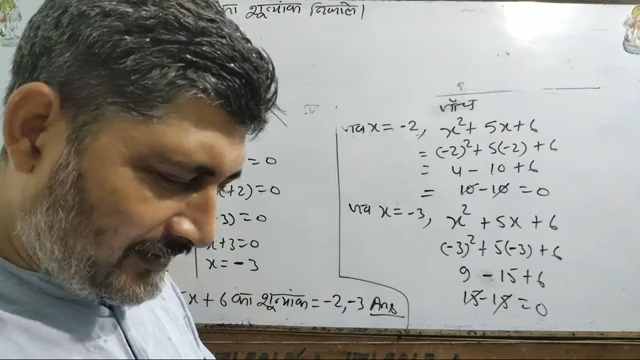 का शून्यांक निकालें।
= 0
x+2) = 0
-3) = 0
x+3 = 0
x = -3
x + 6 का शून्यांक = -2, -3 Ans
जाँच
जब x = -2, x² + 5x + 6
= (-2)² + 5(-2) + 6
= 4 - 10 + 6
= 10 - 10 = 0
जब x = -3, x² + 5x + 6
(-3)² + 5(-3) + 6
9 - 15 + 6
15 - 15 = 0